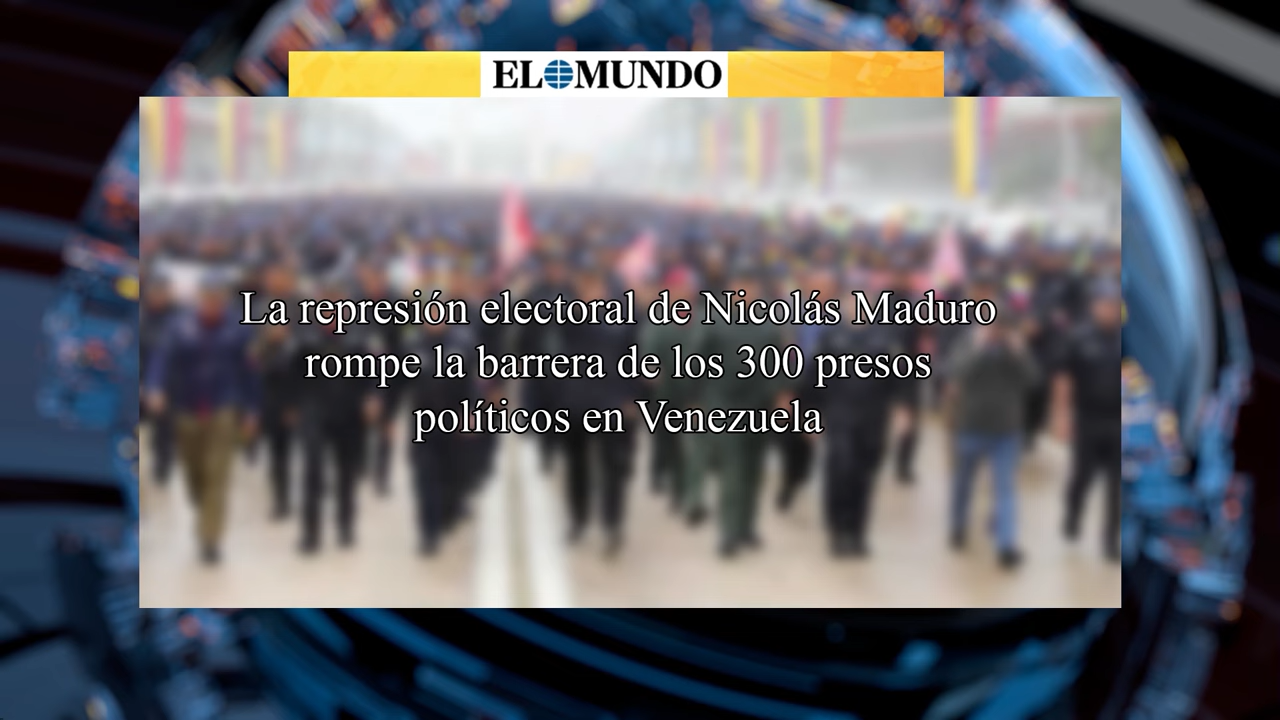 EL MUNDO
La represión electoral de Nicolás Maduro
rompe la barrera de los 300 presos
políticos en Venezuela